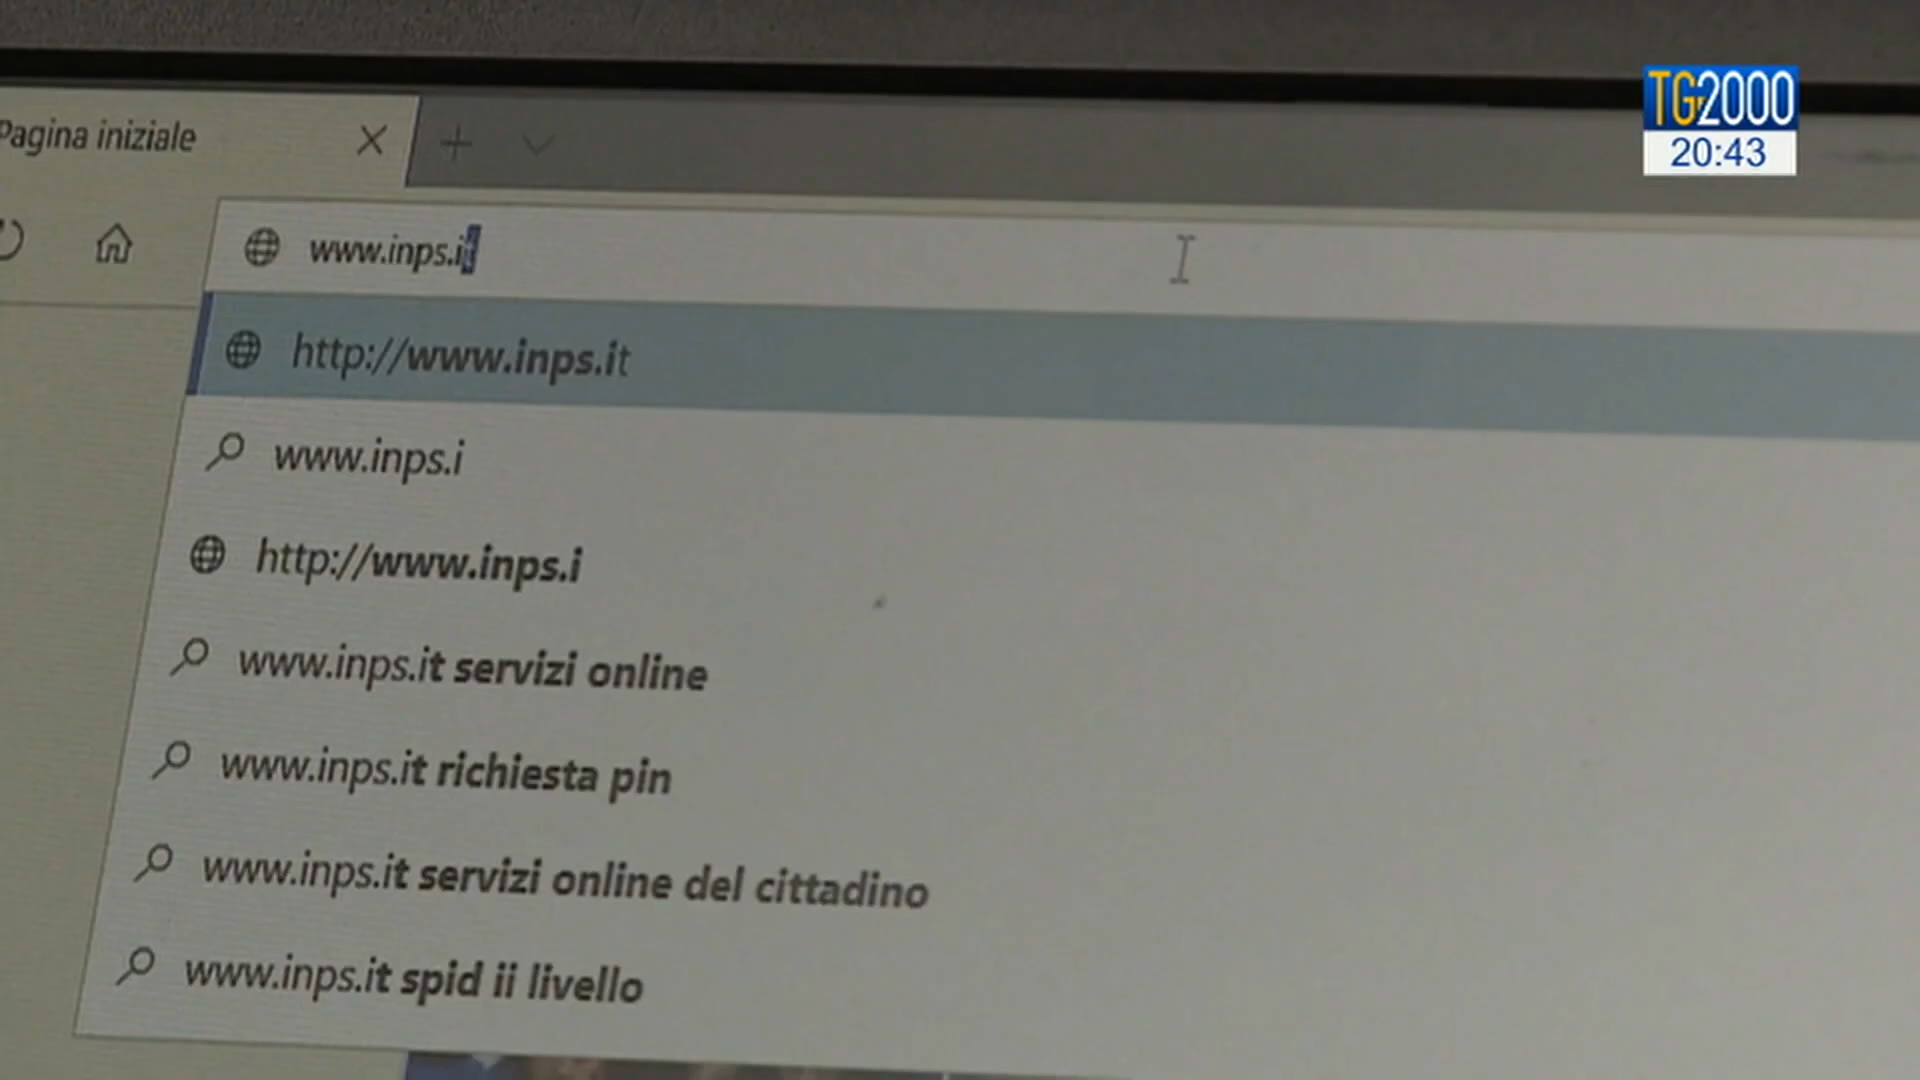 TG2000
20:43
Pagina iniziale
www.inps.it
http://www.inps.it
www.inps.i
http://www.inps.i
www.inps.it servizi online
www.inps.it richiesta pin
www.inps.it servizi online del cittadino
www.inps.it spid ii livello